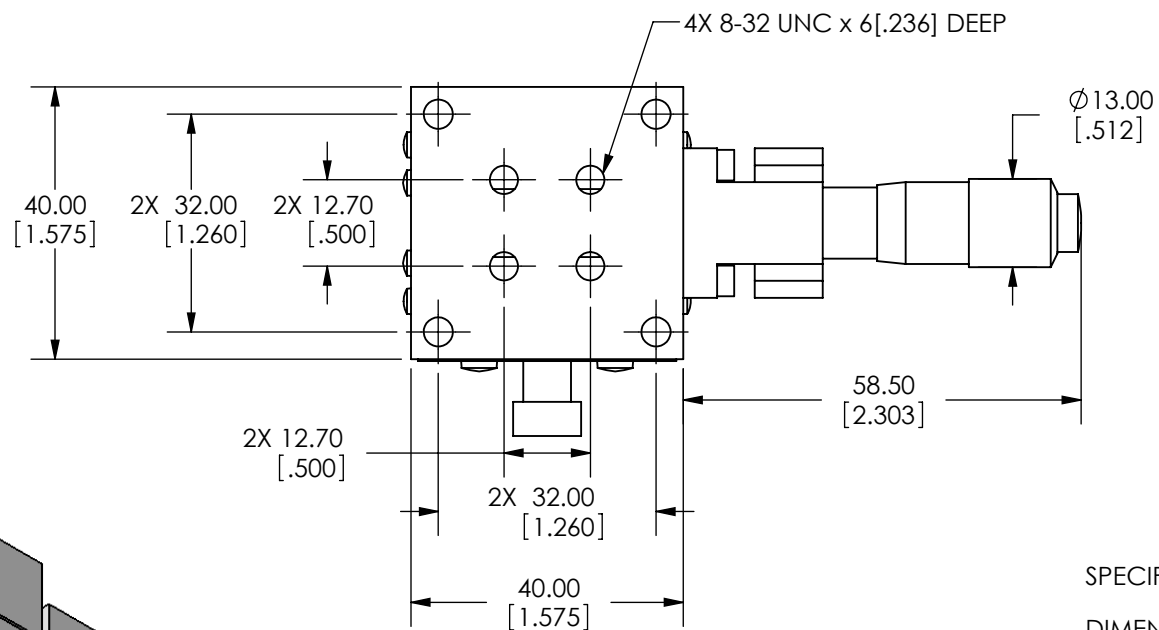 4X 8-32 UNC x 6[.236] DEEP
∅13.00
[.512]
40.00
[1.575]
2X 32.00
[1.260]
2X 12.70
[.500]
58.50
[2.303]
2X 12.70
[.500]
2X 32.00
[1.260]
40.00
[1.575]
SPECIF
DIMEN